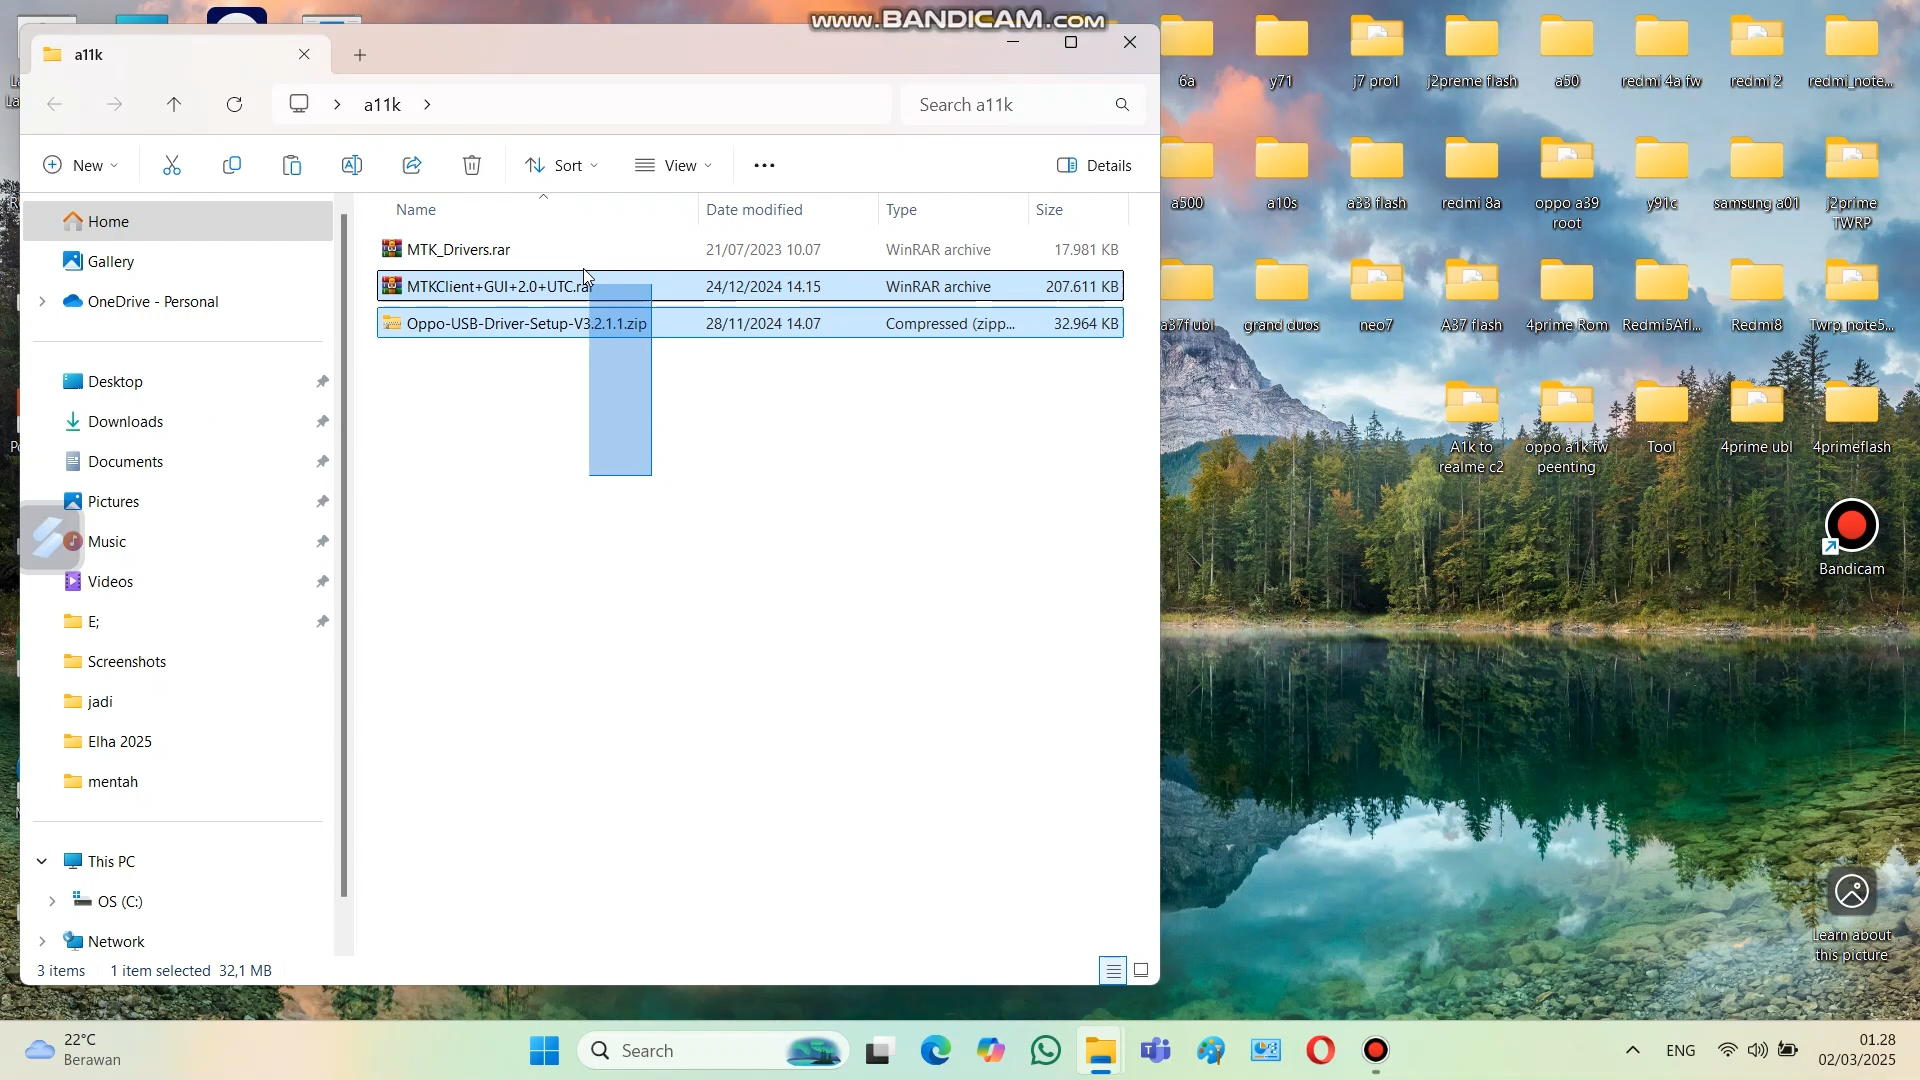 www.BANDICAM.com
a11k
a11k
Search a11k
New
Sort
View
Details
Home
Gallery
OneDrive - Personal
Desktop
Downloads
Documents
Pictures
Music
Videos
E;
Screenshots
jadi
Elha 2025
mentah
This PC
OS (C:)
Network
Name Date modified Type Size
MTK_Drivers.rar 21/07/2023 10.07 WinRAR archive 17.981 KB
MTKClient+GUI+2.0+UTC.rar 24/12/2024 14.15 WinRAR archive 207.611 KB
Oppo-USB-Driver-Setup-V3.2.1.1.zip 28/11/2024 14.07 Compressed (zipp... 32.964 KB
3 items 1 item selected 32,1 MB
6a y71 j7 pro1 j2preme flash a50 redmi 4a fw redmi 2 redmi_note...
a500 a10s a33 flash redmi 8a oppo a39 root y91c samsung a01 j2prime TWRP
a37f ubl grand duos neo7 A37 flash 4prime Rom Redmi5Afl... Redmi8 Twrp_note5...
A1k to realme c2 oppo a1k fw peenting Tool 4prime ubl 4primeflash
Bandicam
Learn about
this picture
22°C
Berawan
Search
ENG
01.28
02/03/2025